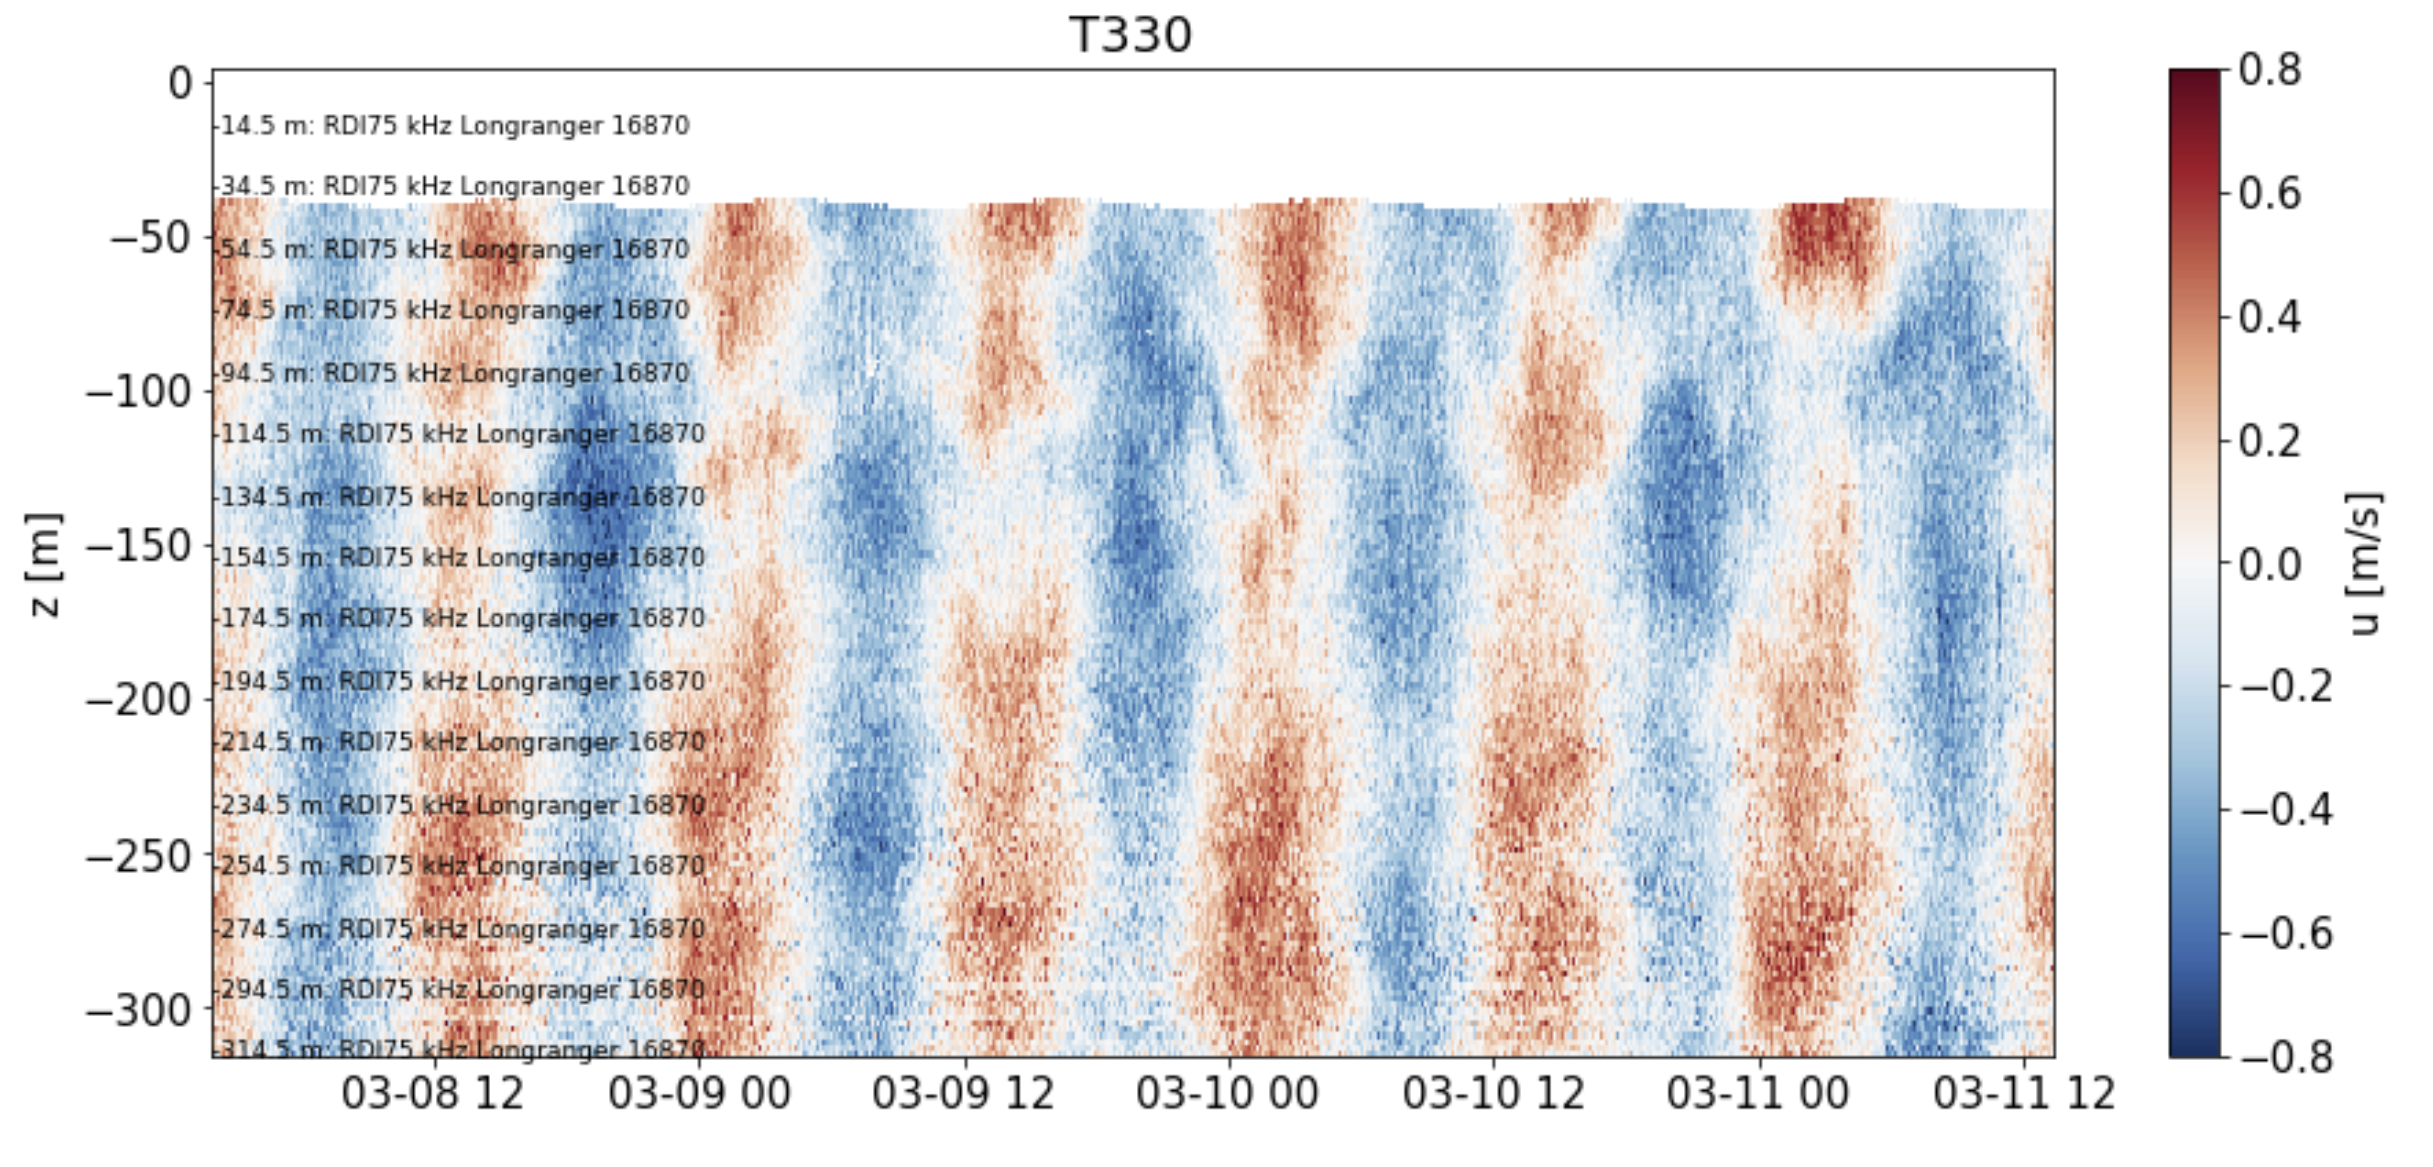 T330
0
−50
−100
−150
−200
−250
−300
z [m]
-14.5 m: RDI75 kHz Longranger 16870
-34.5 m: RDI75 kHz Longranger 16870
-54.5 m: RDI75 kHz Longranger 16870
-74.5 m: RDI75 kHz Longranger 16870
-94.5 m: RDI75 kHz Longranger 16870
-114.5 m: RDI75 kHz Longranger 16870
-134.5 m: RDI75 kHz Longranger 16870
-154.5 m: RDI75 kHz Longranger 16870
-174.5 m: RDI75 kHz Longranger 16870
-194.5 m: RDI75 kHz Longranger 16870
-214.5 m: RDI75 kHz Longranger 16870
-234.5 m: RDI75 kHz Longranger 16870
-254.5 m: RDI75 kHz Longranger 16870
-274.5 m: RDI75 kHz Longranger 16870
-294.5 m: RDI75 kHz Longranger 16870
-314.5 m: RDI75 kHz Longranger 16870
03-08 12
03-09 00
03-09 12
03-10 00
03-10 12
03-11 00
03-11 12
0.8
0.6
0.4
0.2
0.0
−0.2
−0.4
−0.6
−0.8
u [m/s]